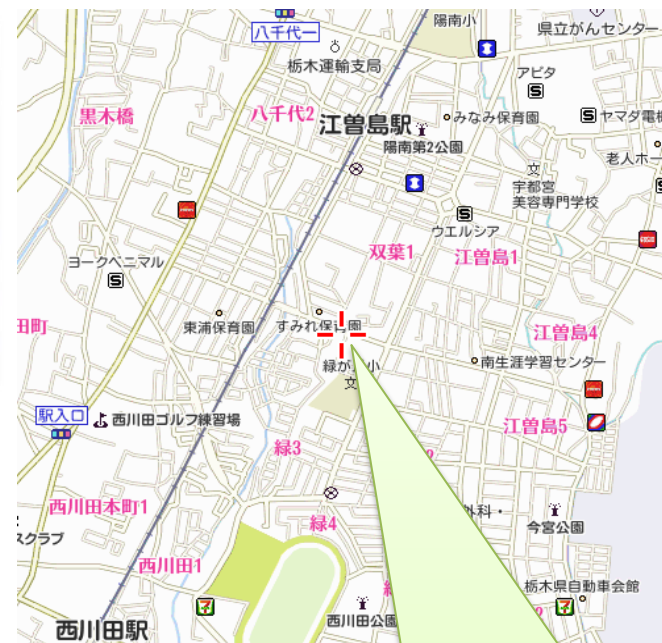 陽南小
八千代一
県立がんセンター
栃木運輸支局
アピタ
黒木橋
八千代2
江曽島駅
みなみ保育園
ヤマダ電機
陽南第2公園
老人ホー
宇都宮
美容専門学校
ウエルシア
双葉1
江曽島1
ヨークベニマル
田町
東浦保育園
すみれ保育園
江曽島4
緑が丘小
南生涯学習センター
駅入口
西川田ゴルフ練習場
江曽島5
緑3
西川田本町1
外科・
緑4
今宮公園
スクラブ
西川田1
栃木県自動車会館
西川田公園
西川田駅